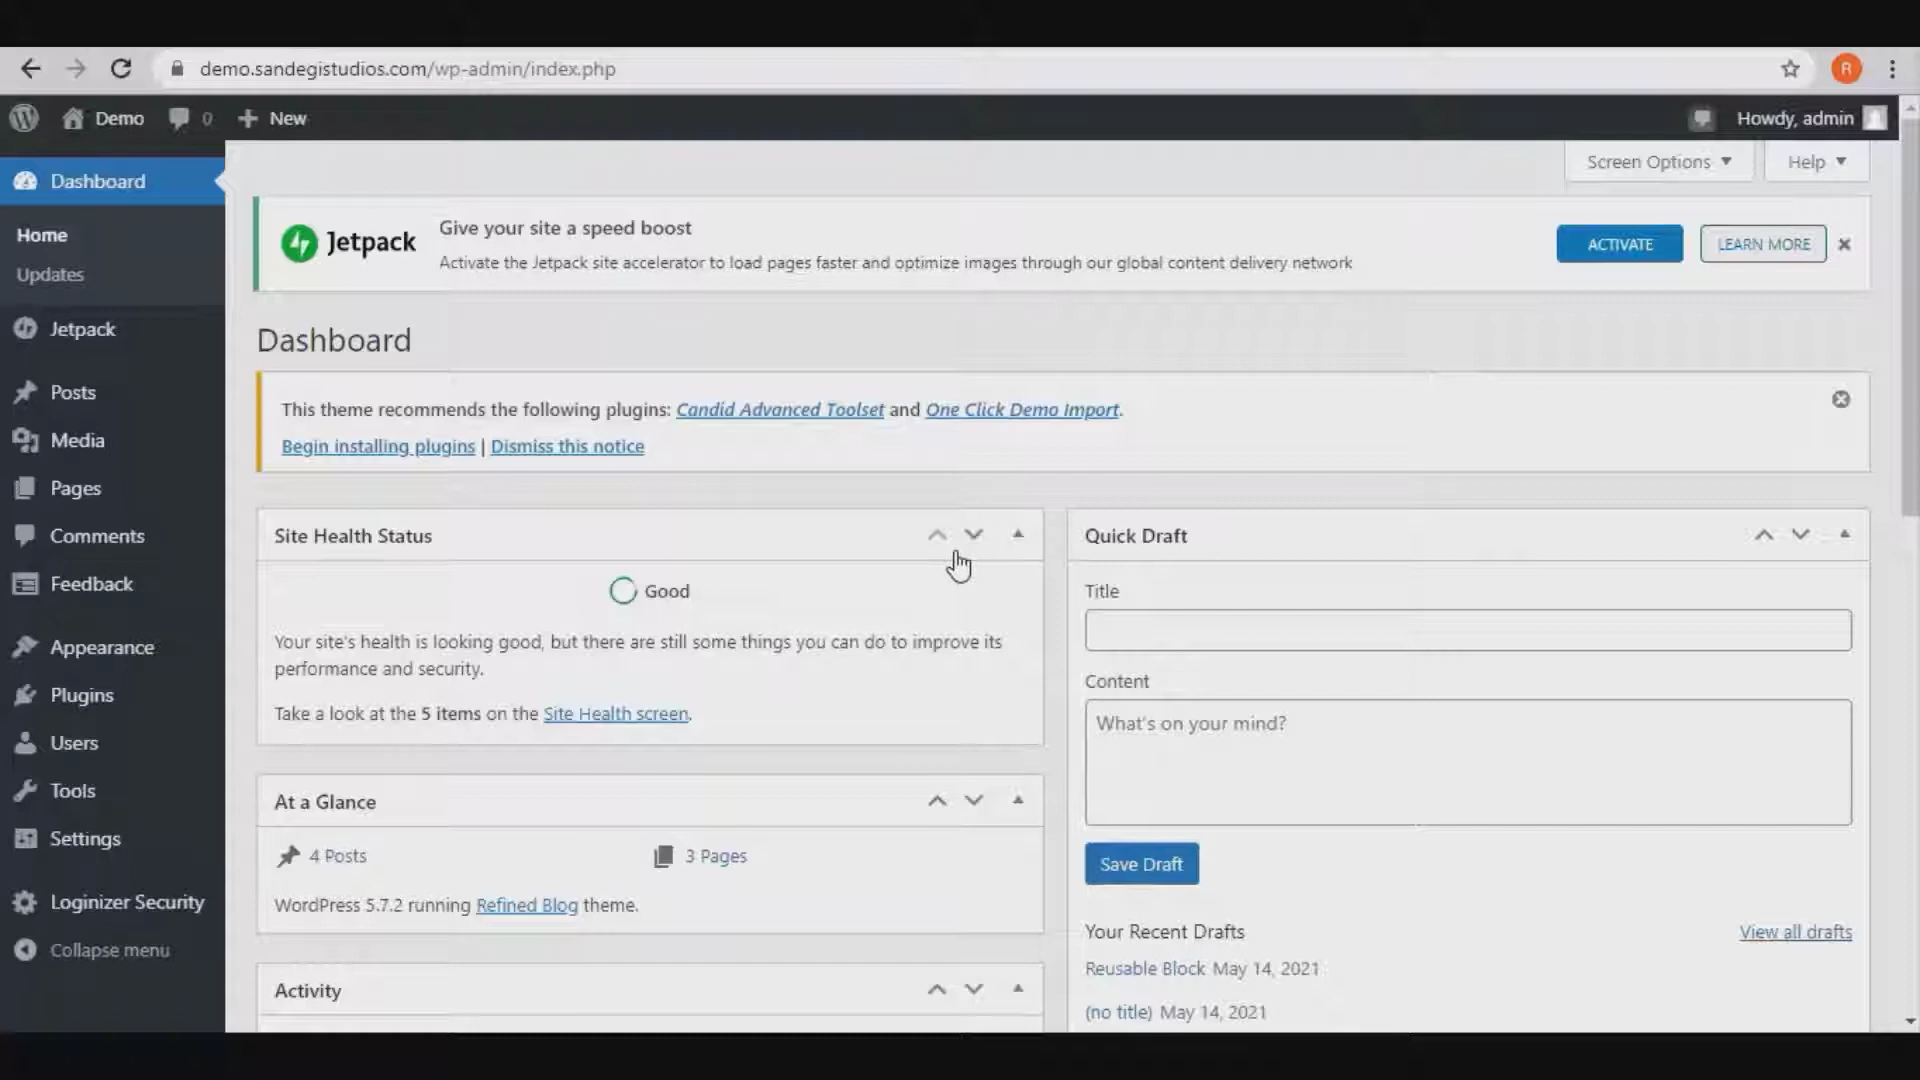 demo.sandegistudios.com/wp-admin/index.php
R
Demo
0
New
Howdy, admin
Dashboard
Home
Updates
Jetpack
Posts
Media
Pages
Comments
Feedback
Appearance
Plugins
Users
Tools
Settings
Loginizer Security
Collapse menu
Screen Options
Help
Jetpack
Give your site a speed boost
Activate the Jetpack site accelerator to load pages faster and optimize images through our global content delivery network
ACTIVATE
LEARN MORE
Dashboard
This theme recommends the following plugins: Candid Advanced Toolset and One Click Demo Import.
Begin installing plugins | Dismiss this notice
Site Health Status
Good
Your site's health is looking good, but there are still some things you can do to improve its
performance and security.
Take a look at the 5 items on the Site Health screen.
At a Glance
4 Posts
3 Pages
WordPress 5.7.2 running Refined Blog theme.
Activity
Quick Draft
Title
Content
What's on your mind?
Save Draft
Your Recent Drafts
View all drafts
Reusable Block May 14, 2021
(no title) May 14, 2021